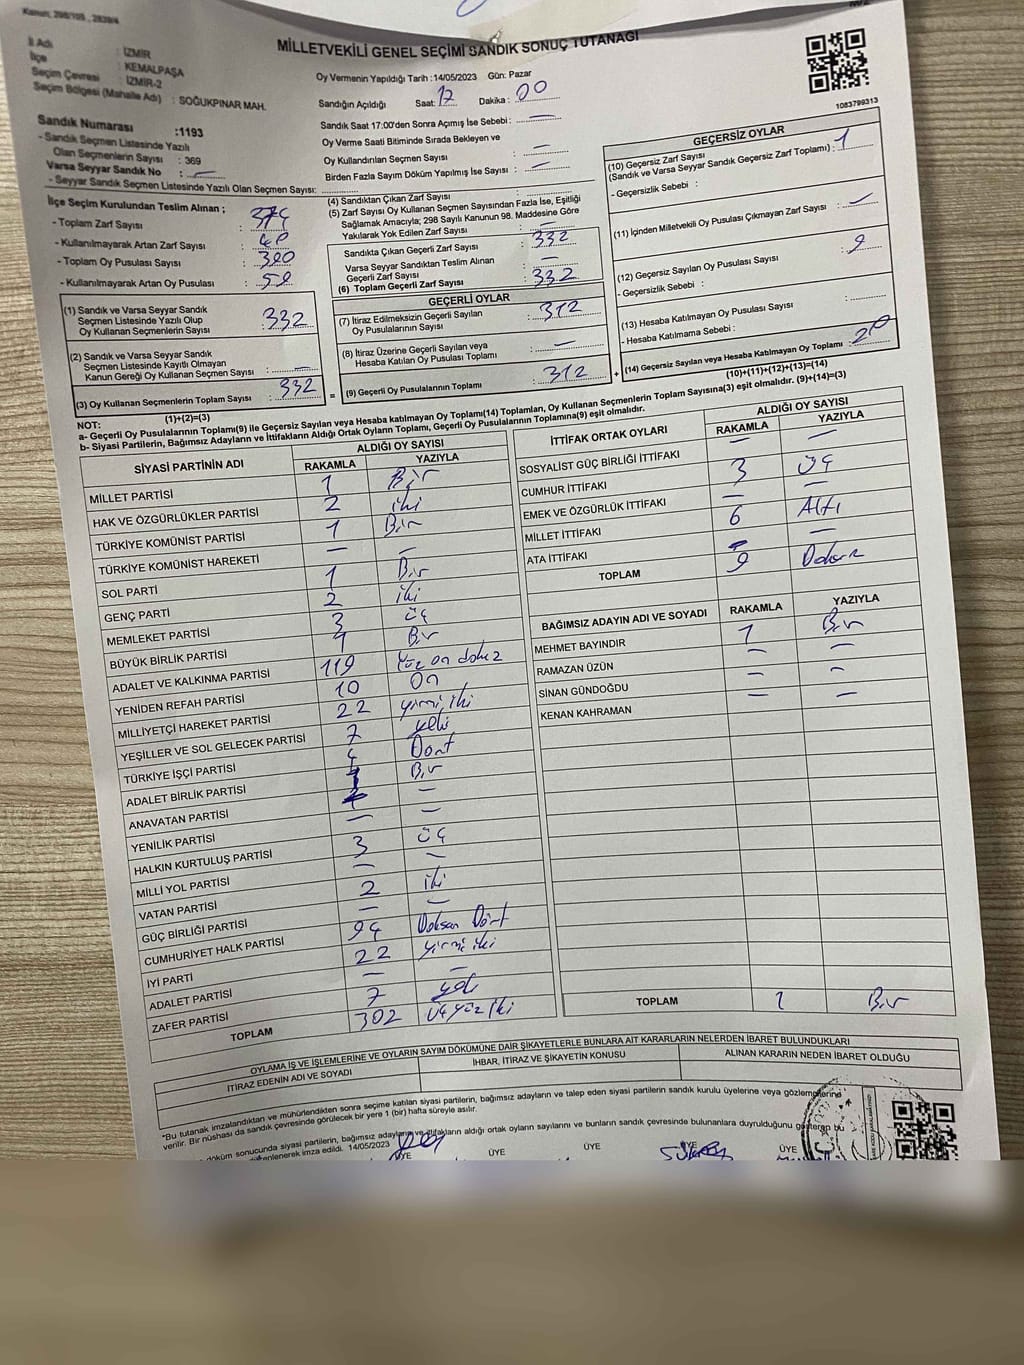 Kanun, 298/105 , 2839/4
MİLLETVEKİLİ GENEL SEÇİMİ SANDIK SONUÇ TUTANAĞI
İl Adı : İZMİR
İlçe : KEMALPAŞA
Seçim Çevresi : İZMİR-2
Seçim Bölgesi (Mahalle Adı) : SOĞUKPINAR MAH.
Sandık Numarası :1193
- Sandık Seçmen Listesinde Yazılı
Olan Seçmenlerin Sayısı : 369
Varsa Seyyar Sandık No : —
- Seyyar Sandık Seçmen Listesinde Yazılı Olan Seçmen Sayısı:
Oy Vermenin Yapıldığı Tarih :14/05/2023 Gün: Pazar
Sandığın Açıldığı Saat: 17 Dakika : 00
Sandık Saat 17:00'den Sonra Açımış İse Sebebi : —
Oy Verme Saati Bitiminde Sırada Bekleyen ve
Oy Kullandırılan Seçmen Sayısı : —
Birden Fazla Sayım Döküm Yapılmış İse Sayısı : —
1083799313
İlçe Seçim Kurulundan Teslim Alınan ;
- Toplam Zarf Sayısı :
- Kullanılmayarak Artan Zarf Sayısı :
- Toplam Oy Pusulası Sayısı : 380
- Kullanılmayarak Artan Oy Pusulası :
(1) Sandık ve Varsa Seyyar Sandık
Seçmen Listesinde Yazılı Olup
Oy Kullanan Seçmenlerin Sayısı : 332
(2) Sandık ve Varsa Seyyar Sandık
Seçmen Listesinde Kayıtlı Olmayan
Kanun Gereği Oy Kullanan Seçmen Sayısı : —
(3) Oy Kullanan Seçmenlerin Toplam Sayısı : 332
(1)+(2)=(3)
(4) Sandıktan Çıkan Zarf Sayısı
(5) Zarf Sayısı Oy Kullanan Seçmen Sayısından Fazla İse, Eşitliği
Sağlamak Amacıyla; 298 Sayılı Kanunun 98. Maddesine Göre
Yakılarak Yok Edilen Zarf Sayısı : —
Sandıkta Çıkan Geçerli Zarf Sayısı : 332
Varsa Seyyar Sandıktan Teslim Alınan
Geçerli Zarf Sayısı : —
(6) Toplam Geçerli Zarf Sayısı : 332
GEÇERLİ OYLAR
(7) İtiraz Edilmeksizin Geçerli Sayılan
Oy Pusulalarının Sayısı : 312
(8) İtiraz Üzerine Geçerli Sayılan veya
Hesaba Katılan Oy Pusulası Toplamı : —
= (9) Geçerli Oy Pusulalarının Toplamı : 312
GEÇERSİZ OYLAR
(10) Geçersiz Zarf Sayısı
(Sandık ve Varsa Seyyar Sandık Geçersiz Zarf Toplamı) : 1
- Geçersizlik Sebebi :
(11) İçinden Milletvekili Oy Pusulası Çıkmayan Zarf Sayısı : —
(12) Geçersiz Sayılan Oy Pusulası Sayısı :
- Geçersizlik Sebebi :
(13) Hesaba Katılmayan Oy Pusulası Sayısı :
- Hesaba Katılmama Sebebi :
+ (14) Geçersiz Sayılan veya Hesaba Katılmayan Oy Toplamı : 20
(10)+(11)+(12)+(13)=(14)
NOT:
a- Geçerli Oy Pusulalarının Toplamı(9) ile Geçersiz Sayılan veya Hesaba katılmayan Oy Toplamı(14) Toplamları, Oy Kullanan Seçmenlerin Toplam Sayısına(3) eşit olmalıdır. (9)+(14)=(3)
b- Siyasi Partilerin, Bağımsız Adayların ve İttifakların Aldığı Ortak Oyların Toplamı, Geçerli Oy Pusulalarının Toplamına(9) eşit olmalıdır.
SİYASİ PARTİNİN ADI ALDIĞI OY SAYISI
RAKAMLA YAZIYLA
MİLLET PARTİSİ 1 Bir
HAK VE ÖZGÜRLÜKLER PARTİSİ 2 iki
TÜRKİYE KOMÜNİST PARTİSİ 1 Bir
TÜRKİYE KOMÜNİST HAREKETİ — —
SOL PARTİ 1 Bir
GENÇ PARTİ 2 iki
MEMLEKET PARTİSİ 3 üç
BÜYÜK BİRLİK PARTİSİ 1 Bir
ADALET VE KALKINMA PARTİSİ 119 Yüz on dokuz
YENİDEN REFAH PARTİSİ 10 On
MİLLİYETÇİ HAREKET PARTİSİ 22 yirmi iki
YEŞİLLER VE SOL GELECEK PARTİSİ 7 yedi
TÜRKİYE İŞÇİ PARTİSİ 4 Dört
ADALET BİRLİK PARTİSİ 1 Bir
ANAVATAN PARTİSİ —
YENİLİK PARTİSİ — —
HALKIN KURTULUŞ PARTİSİ 3 üç
MİLLİ YOL PARTİSİ — —
VATAN PARTİSİ 2 iki
GÜÇ BİRLİĞİ PARTİSİ — —
CUMHURİYET HALK PARTİSİ 94 Doksan Dört
İYİ PARTİ 22 yirmi iki
ADALET PARTİSİ — —
ZAFER PARTİSİ 7 yedi
TOPLAM 302 Üç yüz iki
İTTİFAK ORTAK OYLARI ALDIĞI OY SAYISI
RAKAMLA YAZIYLA
SOSYALİST GÜÇ BİRLİĞİ İTTİFAKI — —
CUMHUR İTTİFAKI 3 üç
EMEK VE ÖZGÜRLÜK İTTİFAKI — —
MİLLET İTTİFAKI 6 Altı
ATA İTTİFAKI — —
TOPLAM 9 Dokuz
BAĞIMSIZ ADAYIN ADI VE SOYADI RAKAMLA YAZIYLA
MEHMET BAYINDIR 1 Bir
RAMAZAN ÜZÜN — —
SİNAN GÜNDOĞDU — —
KENAN KAHRAMAN — —
TOPLAM 1 Bir
OYLAMA İŞ VE İŞLEMLERİNE VE OYLARIN SAYIM DÖKÜMÜNE DAİR ŞİKAYETLERLE BUNLARA AİT KARARLARIN NELERDEN İBARET BULUNDUKLARI
İTİRAZ EDENİN ADI VE SOYADI İHBAR, İTİRAZ VE ŞİKAYETİN KONUSU ALINAN KARARIN NEDEN İBARET OLDUĞU
*Bu tutanak imzalandıktan ve mühürlendikten sonra seçime katılan siyasi partilerin, bağımsız adayların ve talep eden siyasi partilerin sandık kurulu üyelerine veya gözlemcilerine
verilir. Bir nüshası da sandık çevresinde görülecek bir yere 1 (bir) hafta süreyle asılır.
döküm sonucunda siyasi partilerin, bağımsız adayların ve ittifakların aldığı ortak oyların sayılarını ve bunların sandık çevresinde bulunanlara duyrulduğunu gösteren bu
düzenlenerek imza edildi. 14/05/2023
ÜYE ÜYE ÜYE ÜYE ÜYE